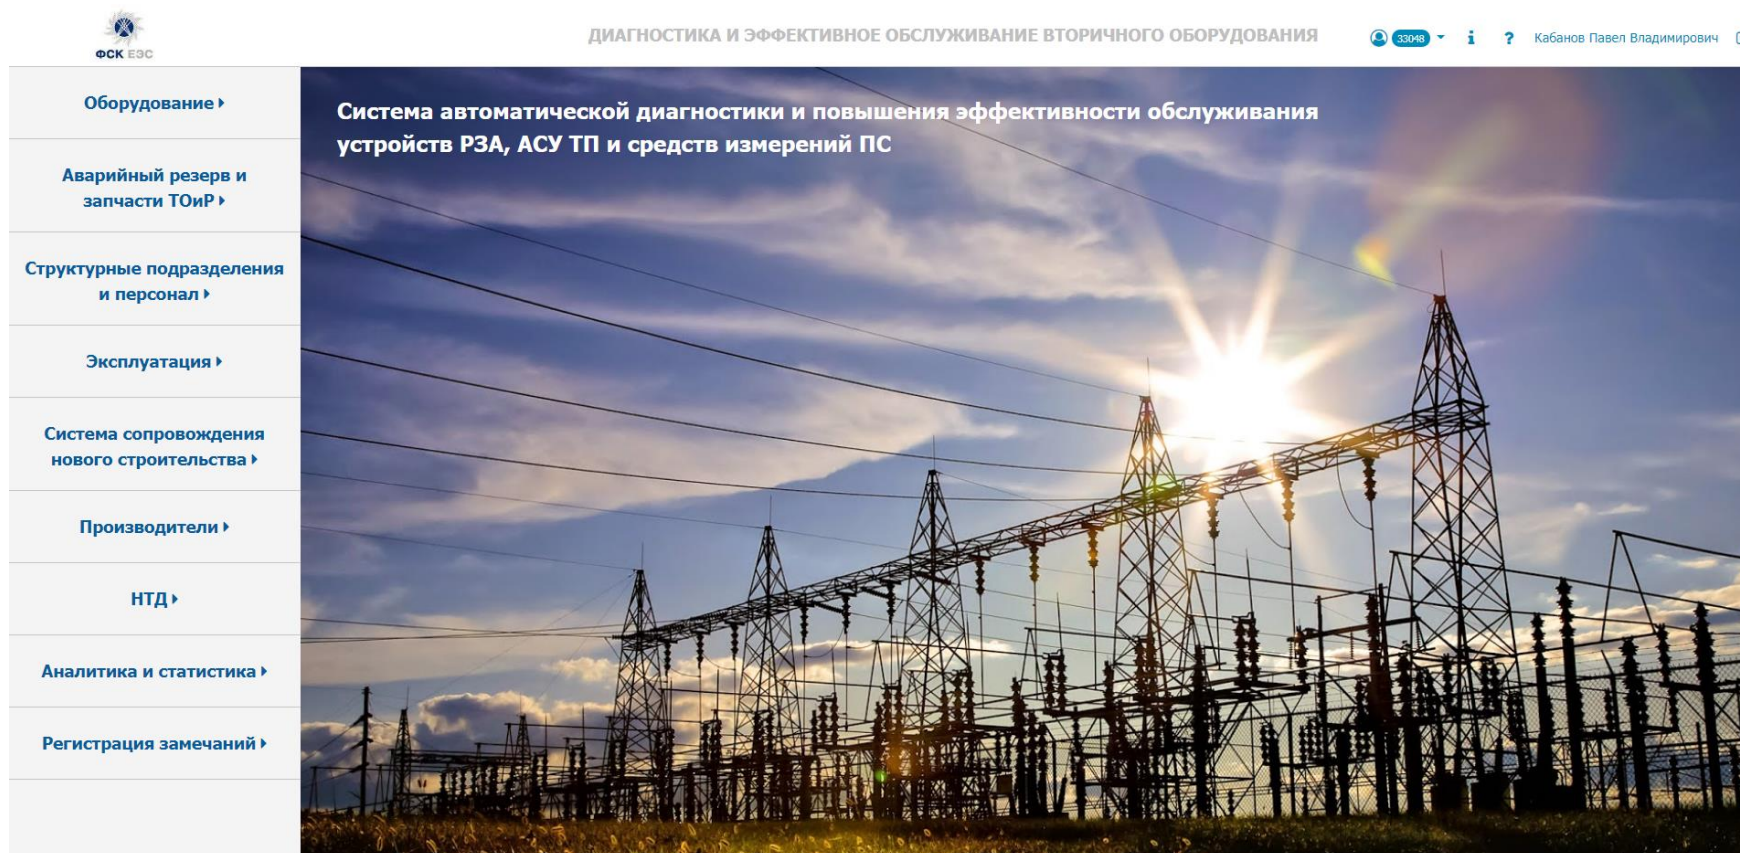 ФСК ЕЭС
ДИАГНОСТИКА И ЭФФЕКТИВНОЕ ОБСЛУЖИВАНИЕ ВТОРИЧНОГО ОБОРУДОВАНИЯ
33048
i
?
Кабанов Павел Владимирович
Оборудование
Аварийный резерв и
запчасти ТОиР
Структурные подразделения
и персонал
Эксплуатация
Система сопровождения
нового строительства
Производители
НТД
Аналитика и статистика
Регистрация замечаний
Система автоматической диагностики и повышения эффективности обслуживания
устройств РЗА, АСУ ТП и средств измерений ПС